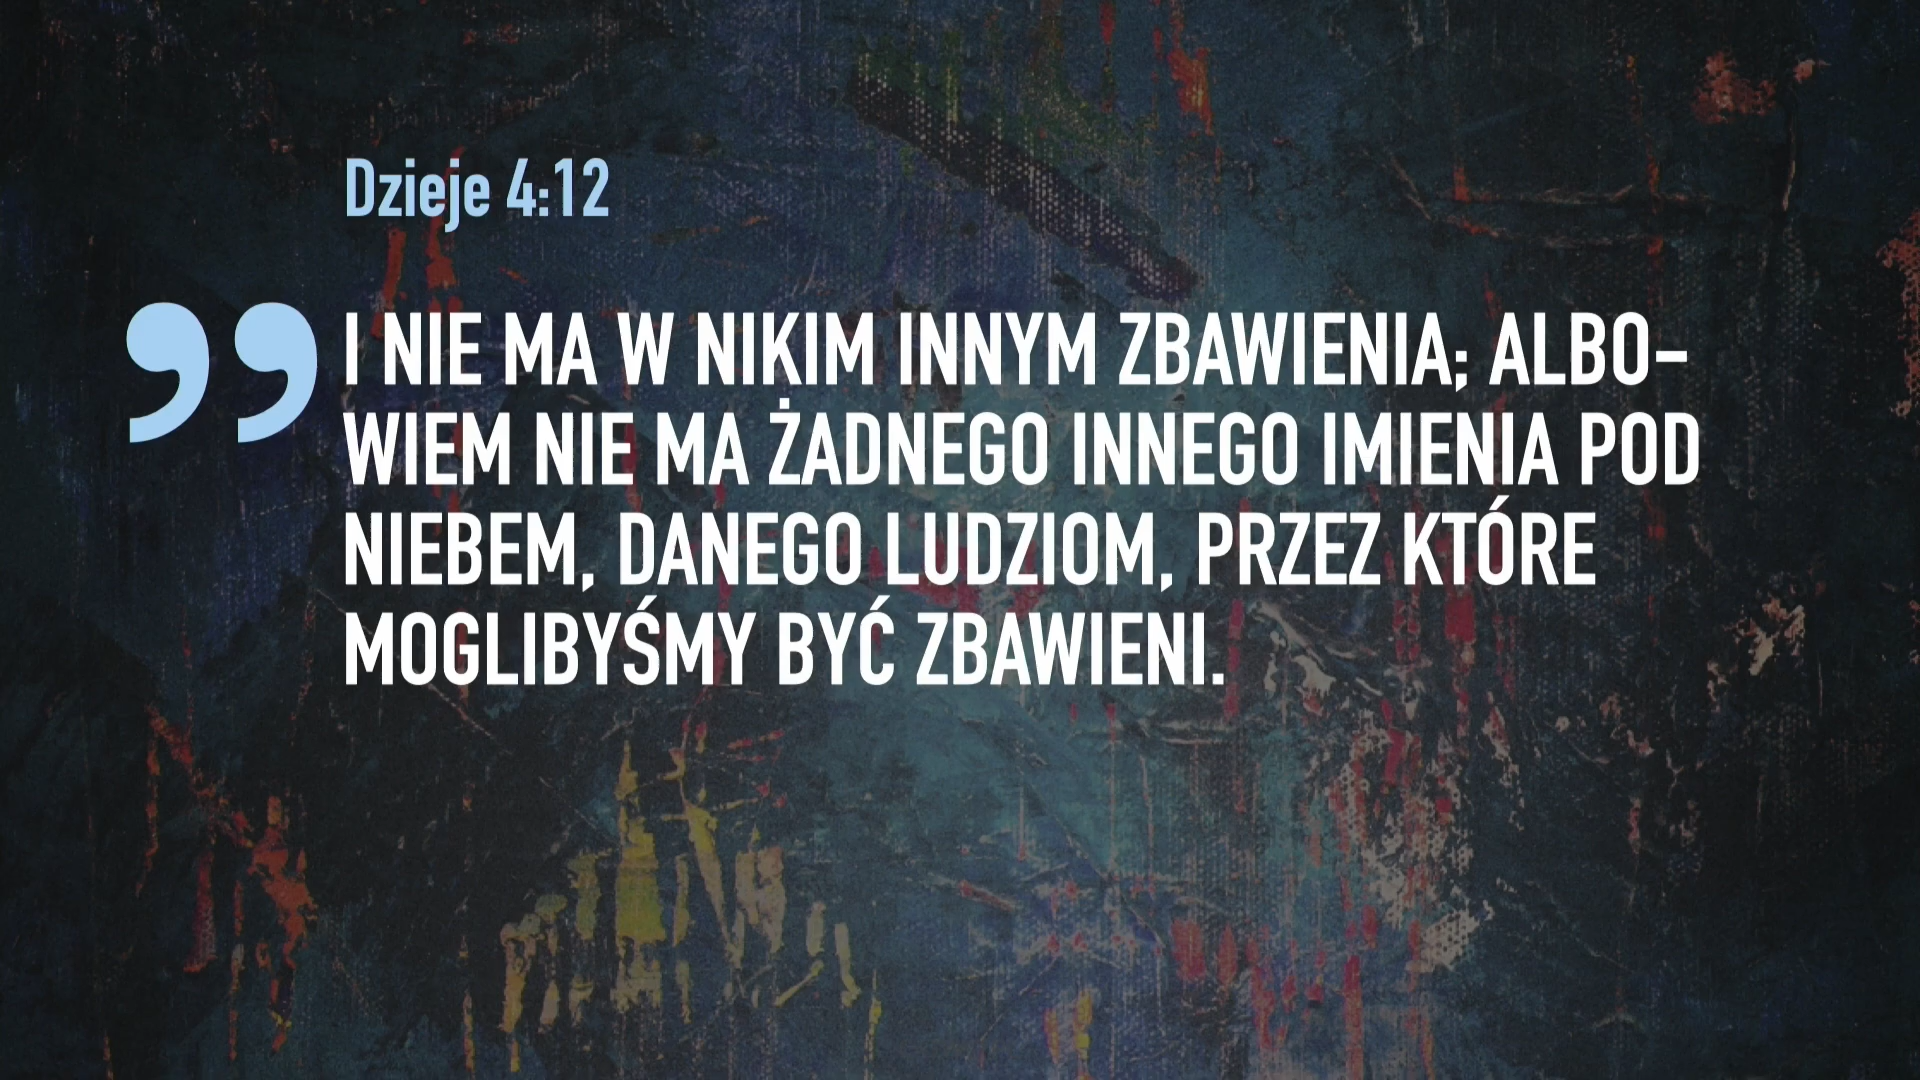 Dzieje 4:12
” I NIE MA W NIKIM INNYM ZBAWIENIA; ALBO–
WIEM NIE MA ŻADNEGO INNEGO IMIENIA POD
NIEBEM, DANEGO LUDZIOM, PRZEZ KTÓRE
MOGLIBYŚMY BYĆ ZBAWIENI.